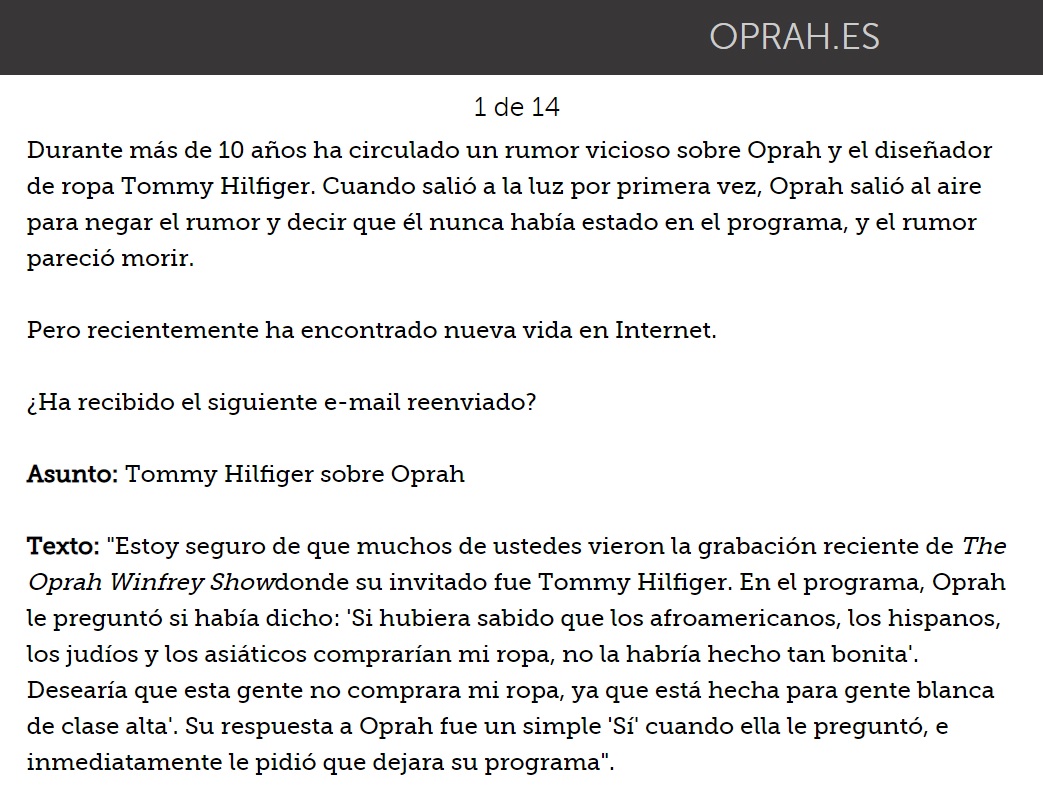 OPRAH.ES
1 de 14
Durante más de 10 años ha circulado un rumor vicioso sobre Oprah y el diseñador
de ropa Tommy Hilfiger. Cuando salió a la luz por primera vez, Oprah salió al aire
para negar el rumor y decir que él nunca había estado en el programa, y el rumor
pareció morir.
Pero recientemente ha encontrado nueva vida en Internet.
¿Ha recibido el siguiente e-mail reenviado?
Asunto: Tommy Hilfiger sobre Oprah
Texto: "Estoy seguro de que muchos de ustedes vieron la grabación reciente de The
Oprah Winfrey Showdonde su invitado fue Tommy Hilfiger. En el programa, Oprah
le preguntó si había dicho: 'Si hubiera sabido que los afroamericanos, los hispanos,
los judíos y los asiáticos comprarían mi ropa, no la habría hecho tan bonita'.
Desearía que esta gente no comprara mi ropa, ya que está hecha para gente blanca
de clase alta'. Su respuesta a Oprah fue un simple 'Sí' cuando ella le preguntó, e
inmediatamente le pidió que dejara su programa".